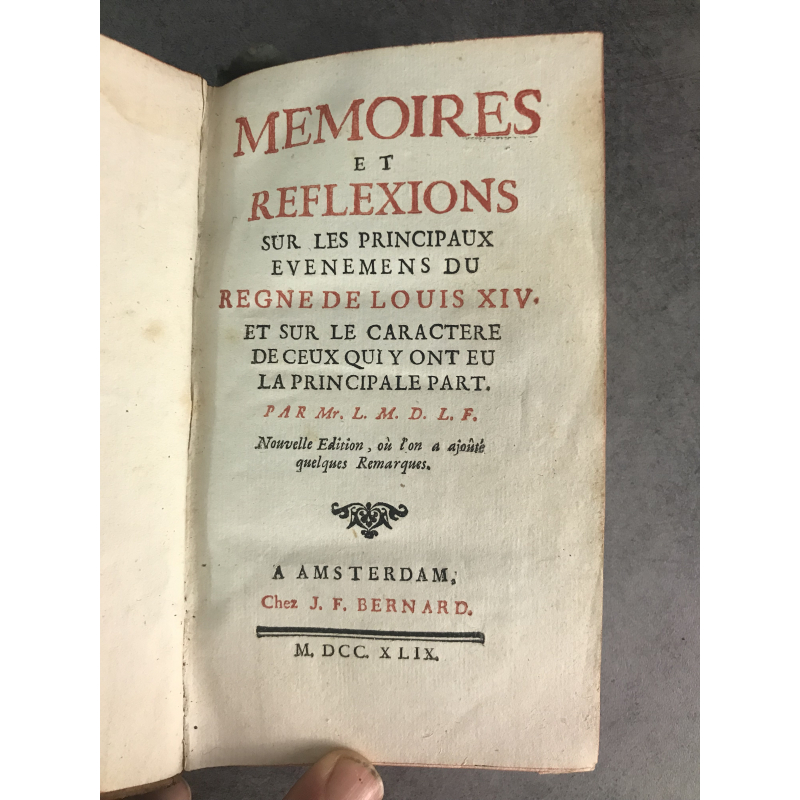 MEMOIRES
ET
REFLEXIONS
SUR LES PRINCIPAUX
EVENEMENS DU
REGNE DE LOUIS XIV.
ET SUR LE CARACTERE
DE CEUX QUI Y ONT EU
LA PRINCIPALE PART.
PAR Mr. L. M. D. L. F.
Nouvelle Edition, où l'on a ajoûté
quelques Remarques.
A AMSTERDAM,
Chez J. F. BERNARD.
M. DCC. XLIX.